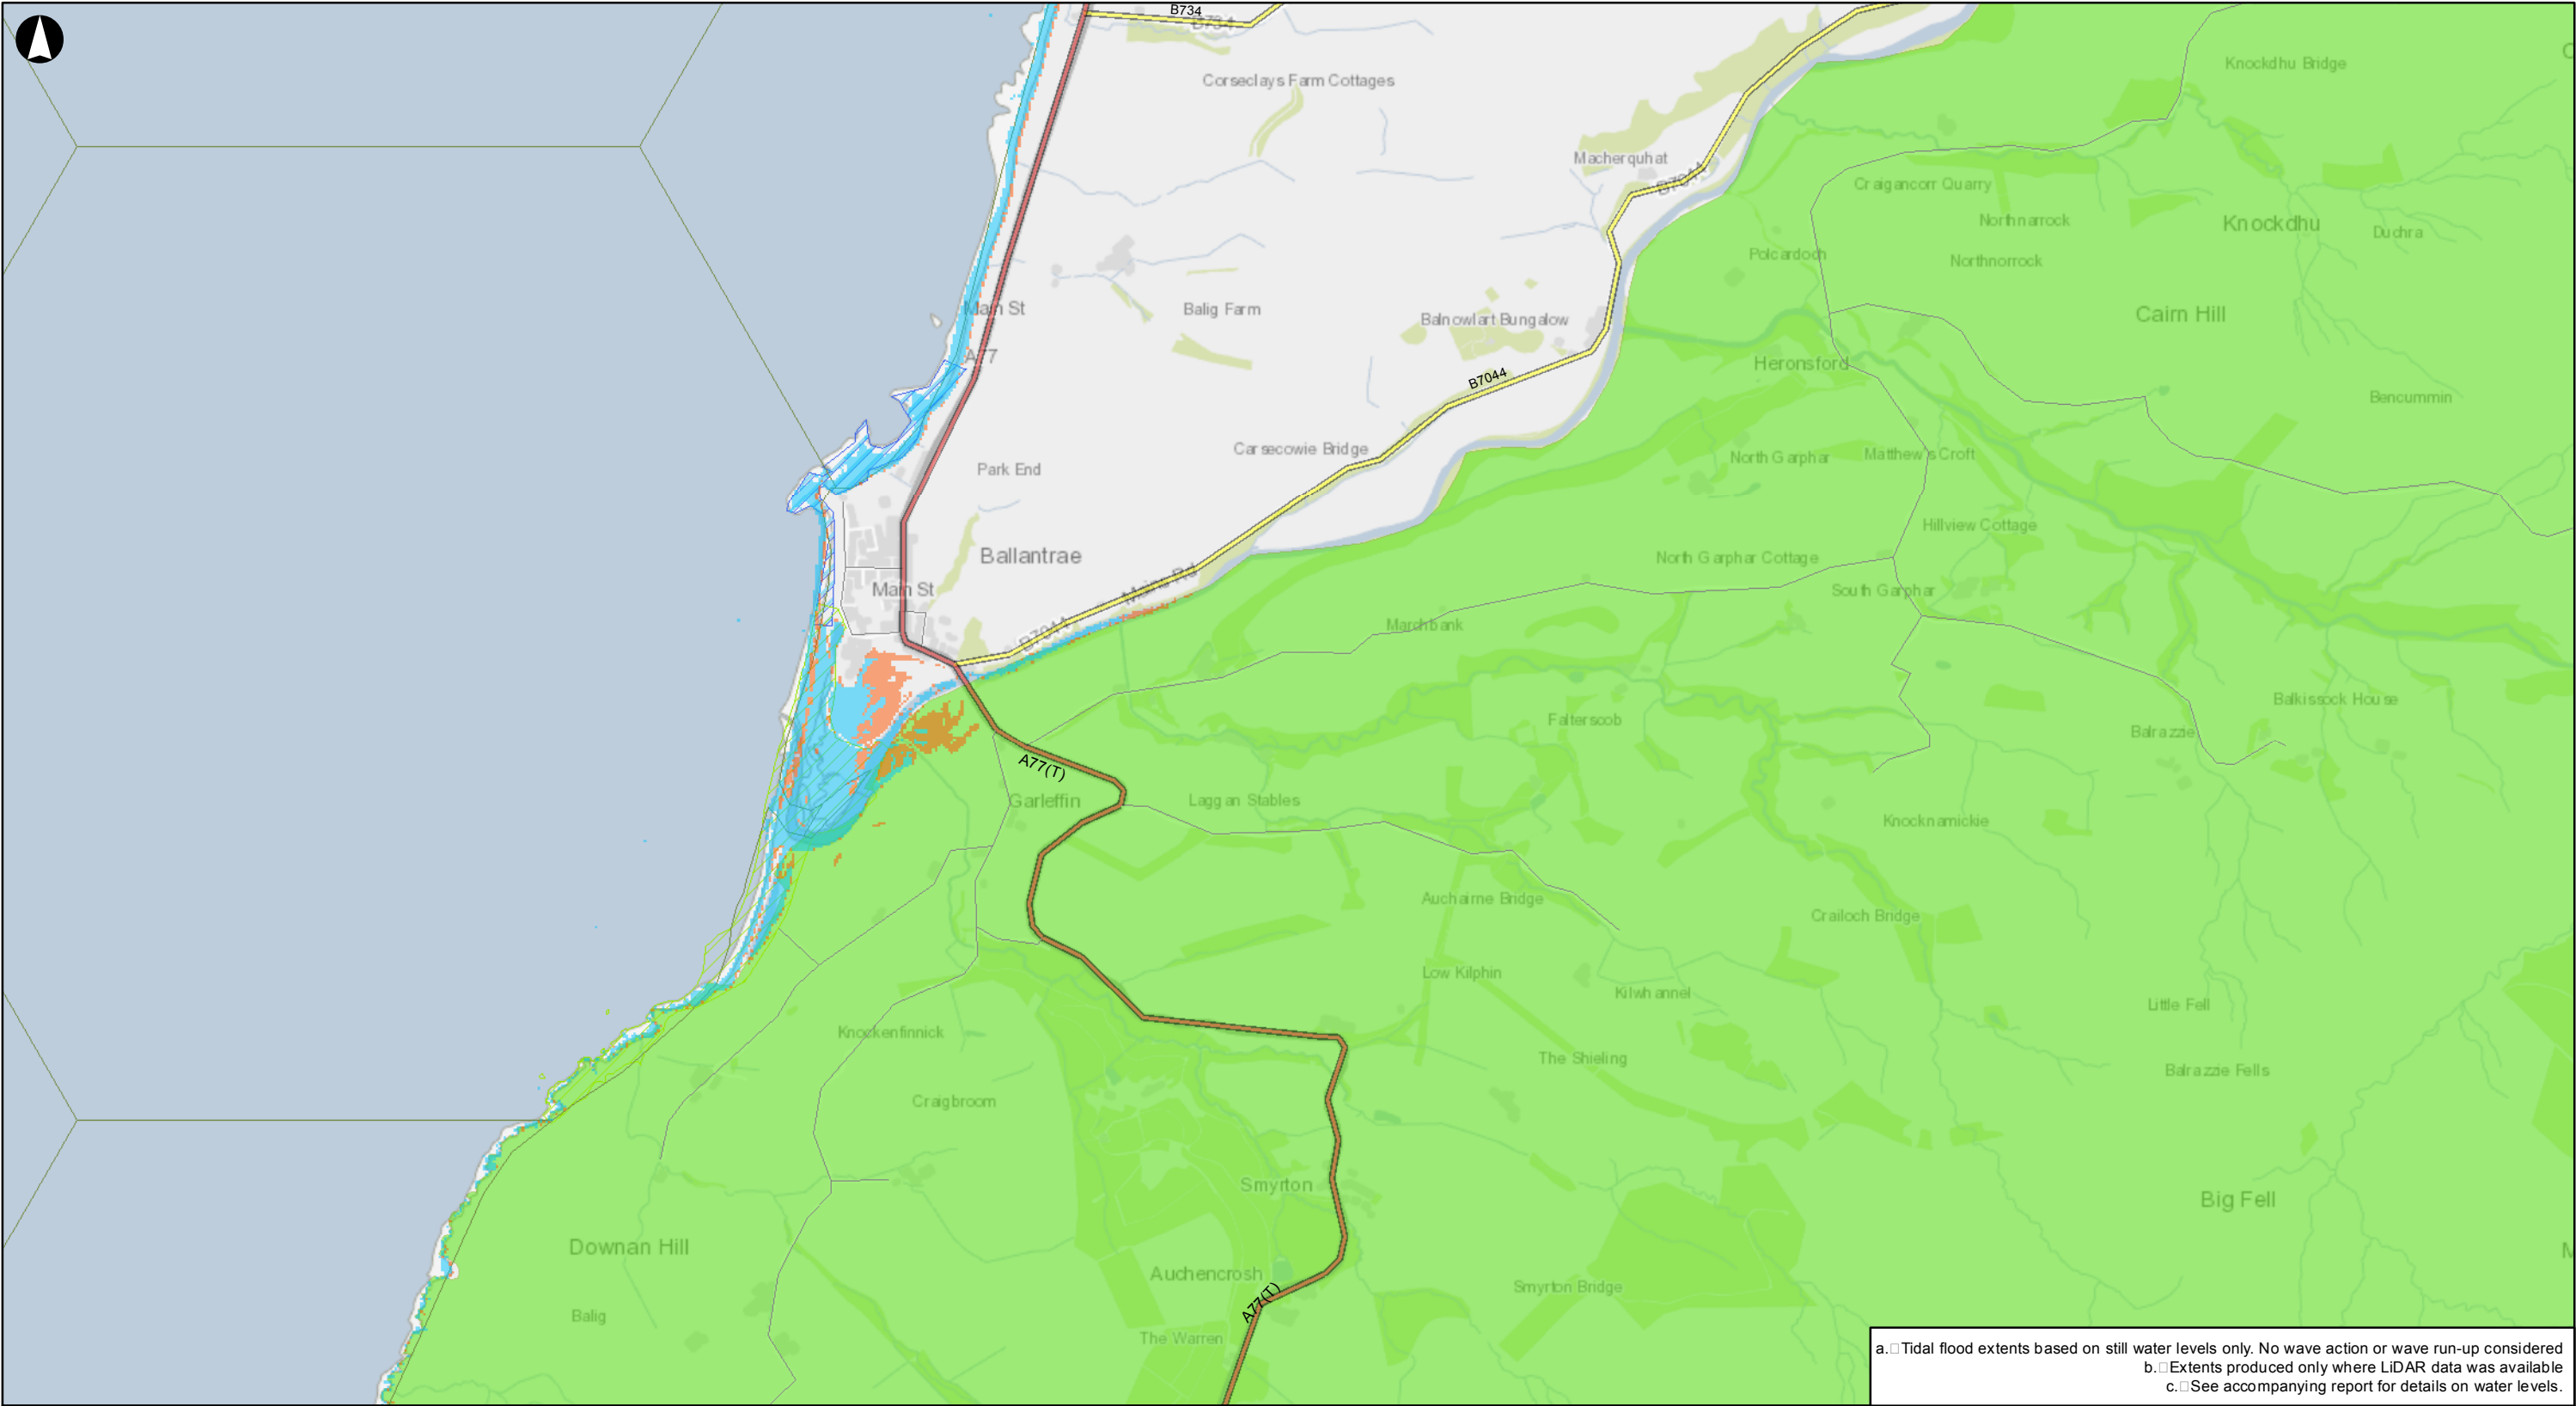 B734
B734
Corseclays Farm Cottages
Knockdhu Bridge
Macherquhat
B7044
Craigancorr Quarry
Northnarrock
Knockdhu
Duchra
Polcardoch
Northnorrock
Main St
Balig Farm
Balnowlart Bungalow
Cairn Hill
A77
Heronsford
B7044
Bencummin
Carsecowie Bridge
North Garphar
Matthew's Croft
Park End
Hillview Cottage
Ballantrae
North Garphar Cottage
Main St
Mains Rd
South Garphar
Marchbank
B7044
Balkissock House
Falterscob
Balrazzie
A77(T)
Garleffin
Laggan Stables
Knocknamickie
Auchairne Bridge
Crailoch Bridge
Low Kilphin
Kilwhannel
Little Fell
Knockenfinnick
The Shieling
Balrazzie Fells
Craigbroom
Smyrton
Big Fell
Downan Hill
Auchencrosh
Smyrton Bridge
A77(T)
Balig
The Warren
a. Tidal flood extents based on still water levels only. No wave action or wave run-up considered
b. Extents produced only where LiDAR data was available
c. See accompanying report for details on water levels.